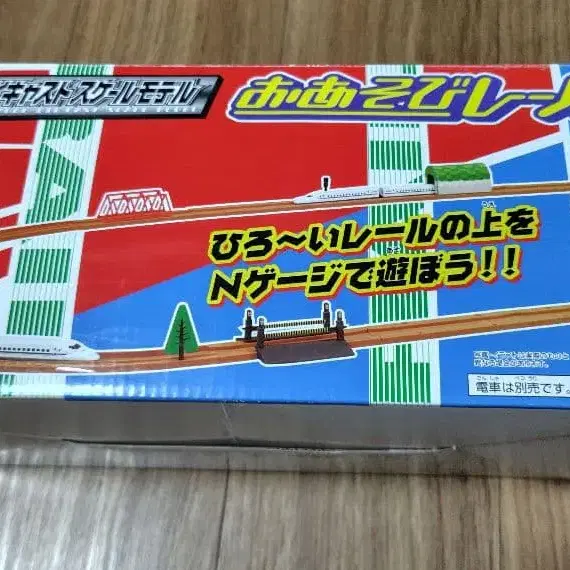 キャストスケールモデル
おあそびレール
ひろ～いレールの上を
Nゲージで遊ぼう!!
電車は別売です。